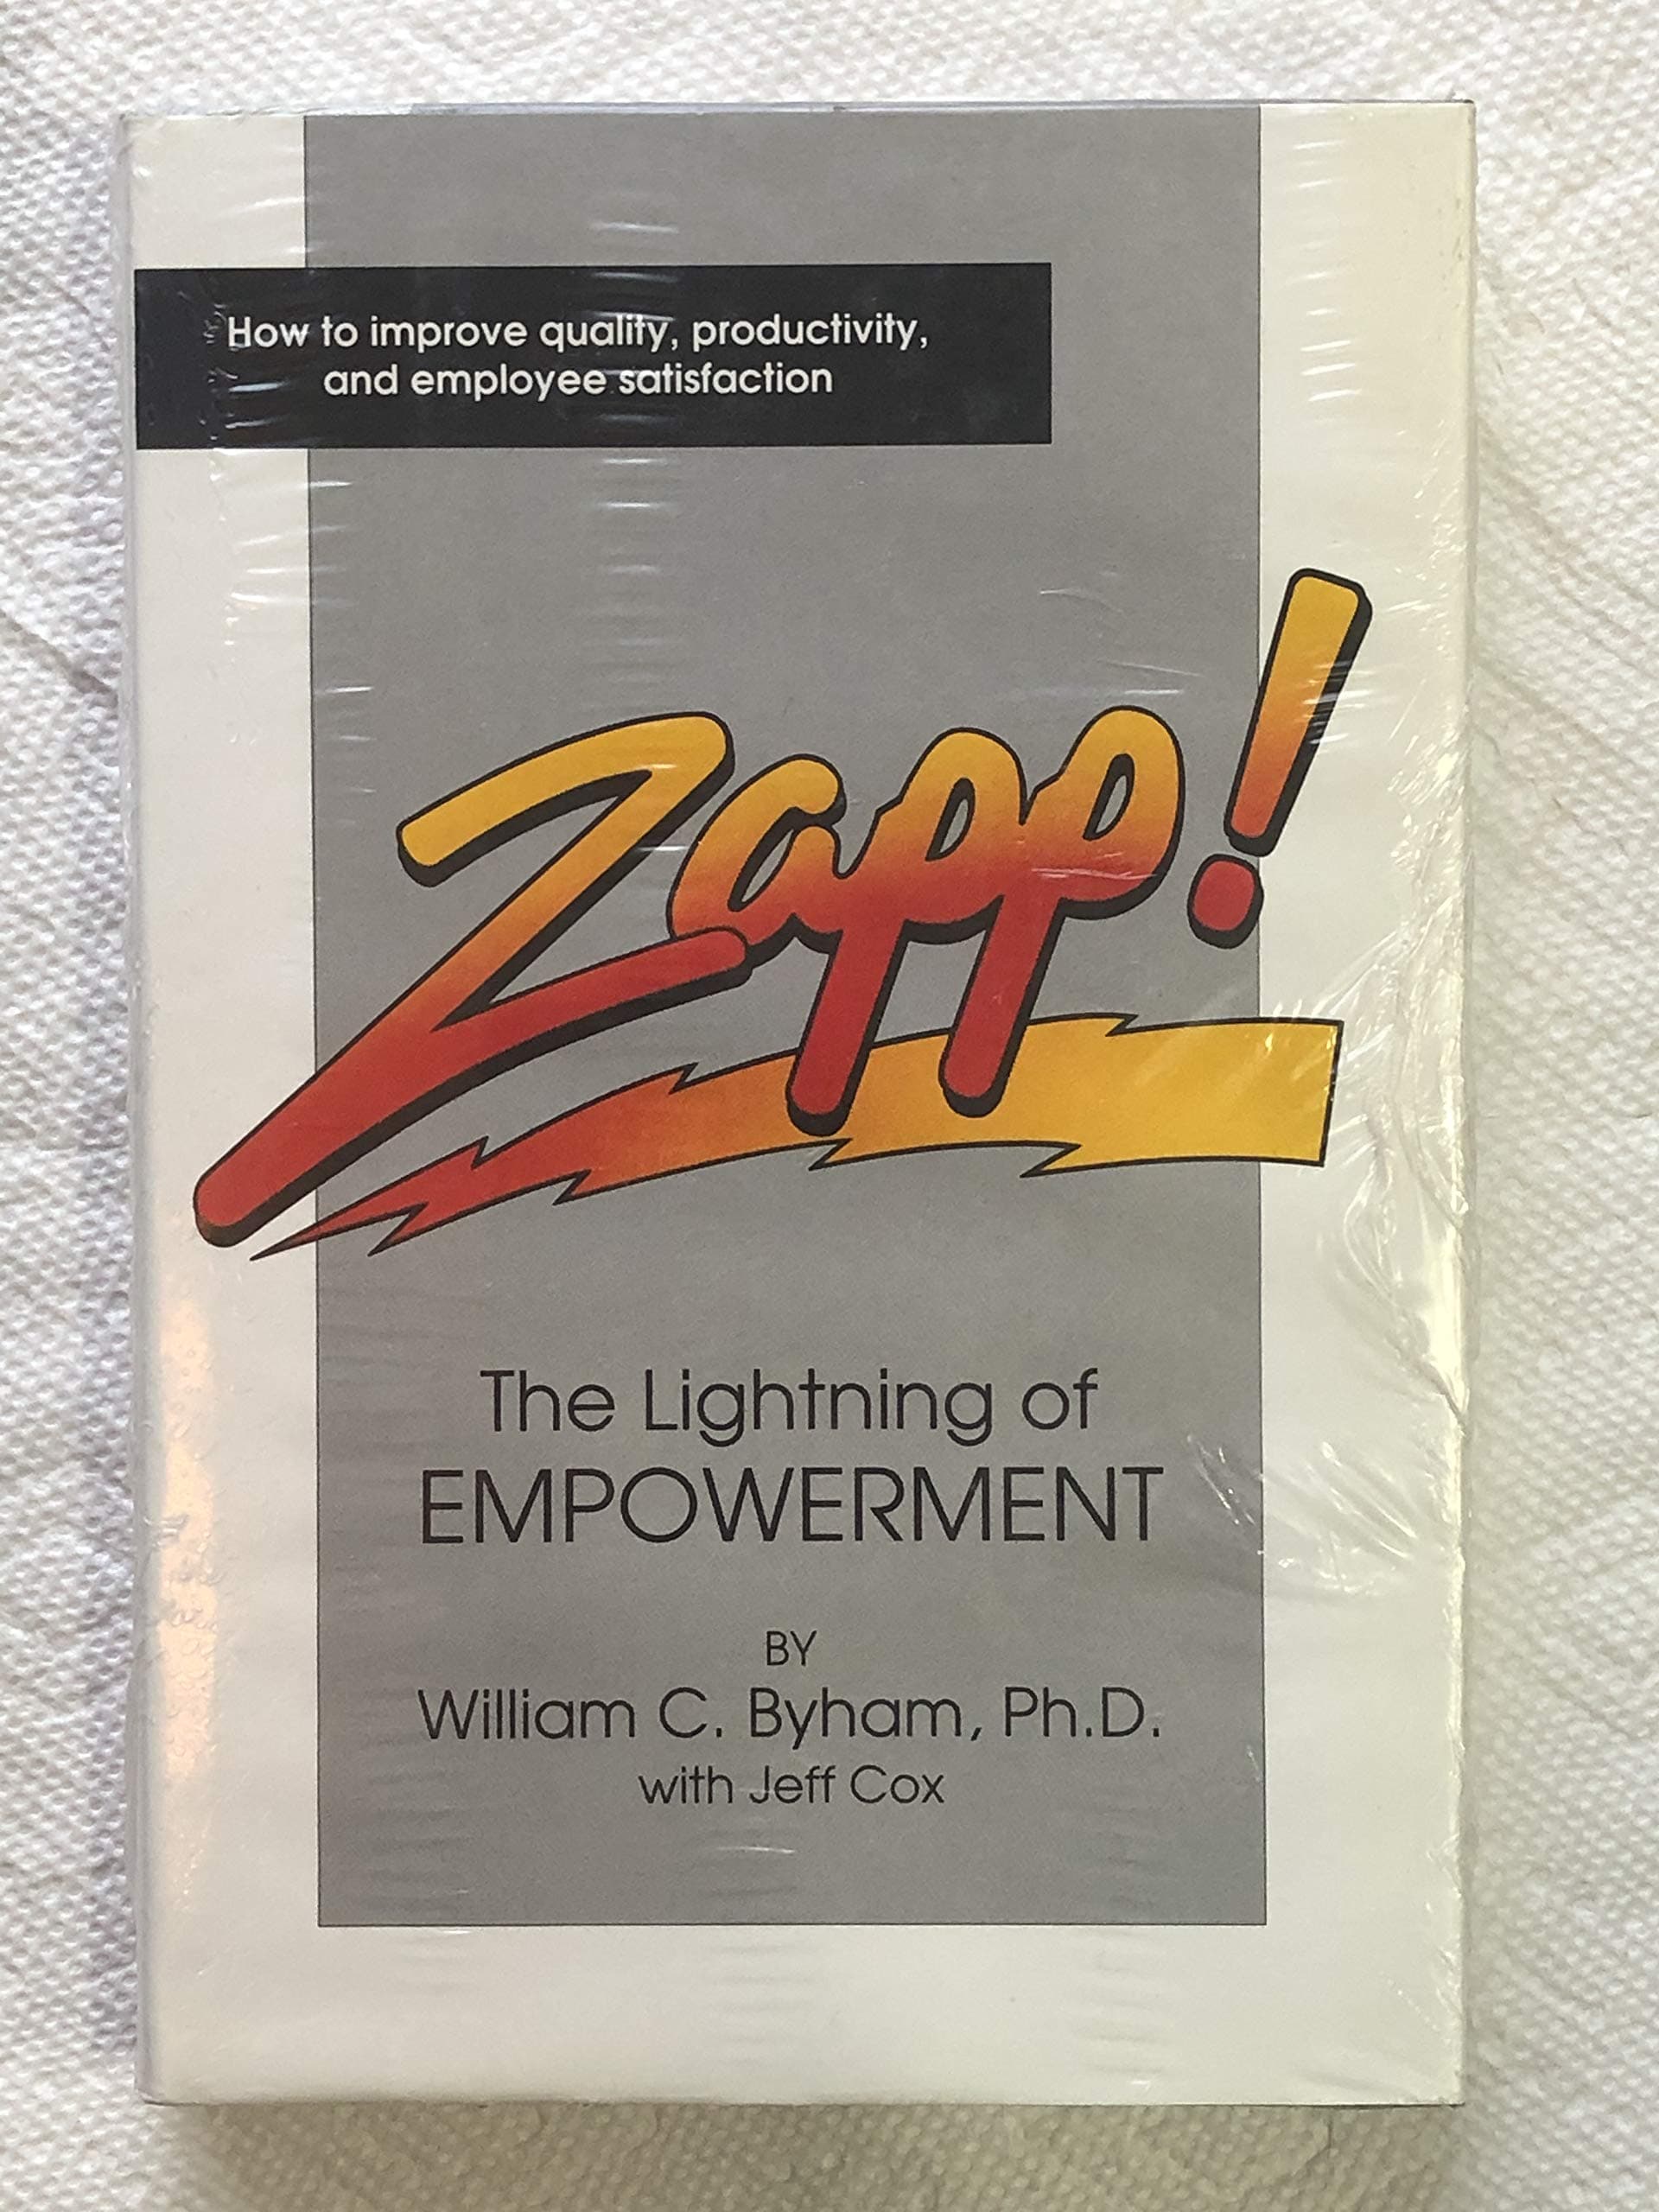 How to improve quality, productivity,
and employee satisfaction
Zapp!
The Lightning of
EMPOWERMENT
BY
William C. Byham, Ph.D.
with Jeff Cox